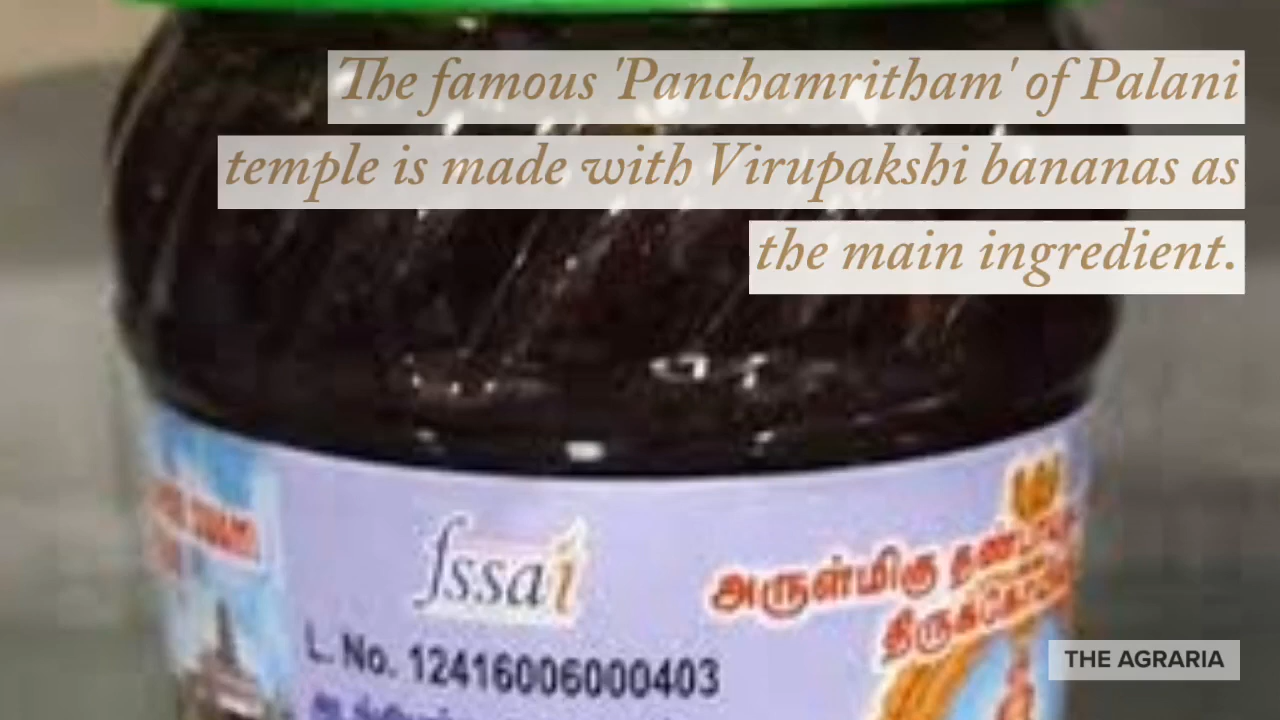 The famous 'Panchamritham' of Palani
temple is made with Virupakshi bananas as
the main ingredient.
fssai
அருள்மிகு
L. No. 12416006000403
THE AGRARIA